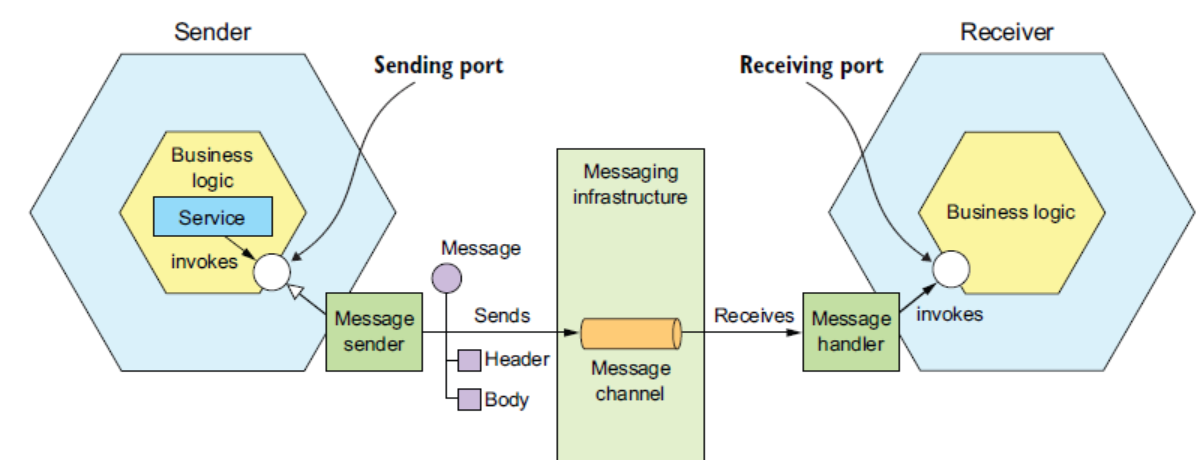 Sender
Receiver
Sending port
Receiving port
Business
logic
Service
invokes
Message
Message
sender
Sends
Header
Body
Messaging
infrastructure
Message
channel
Receives
Message
handler
invokes
Business logic